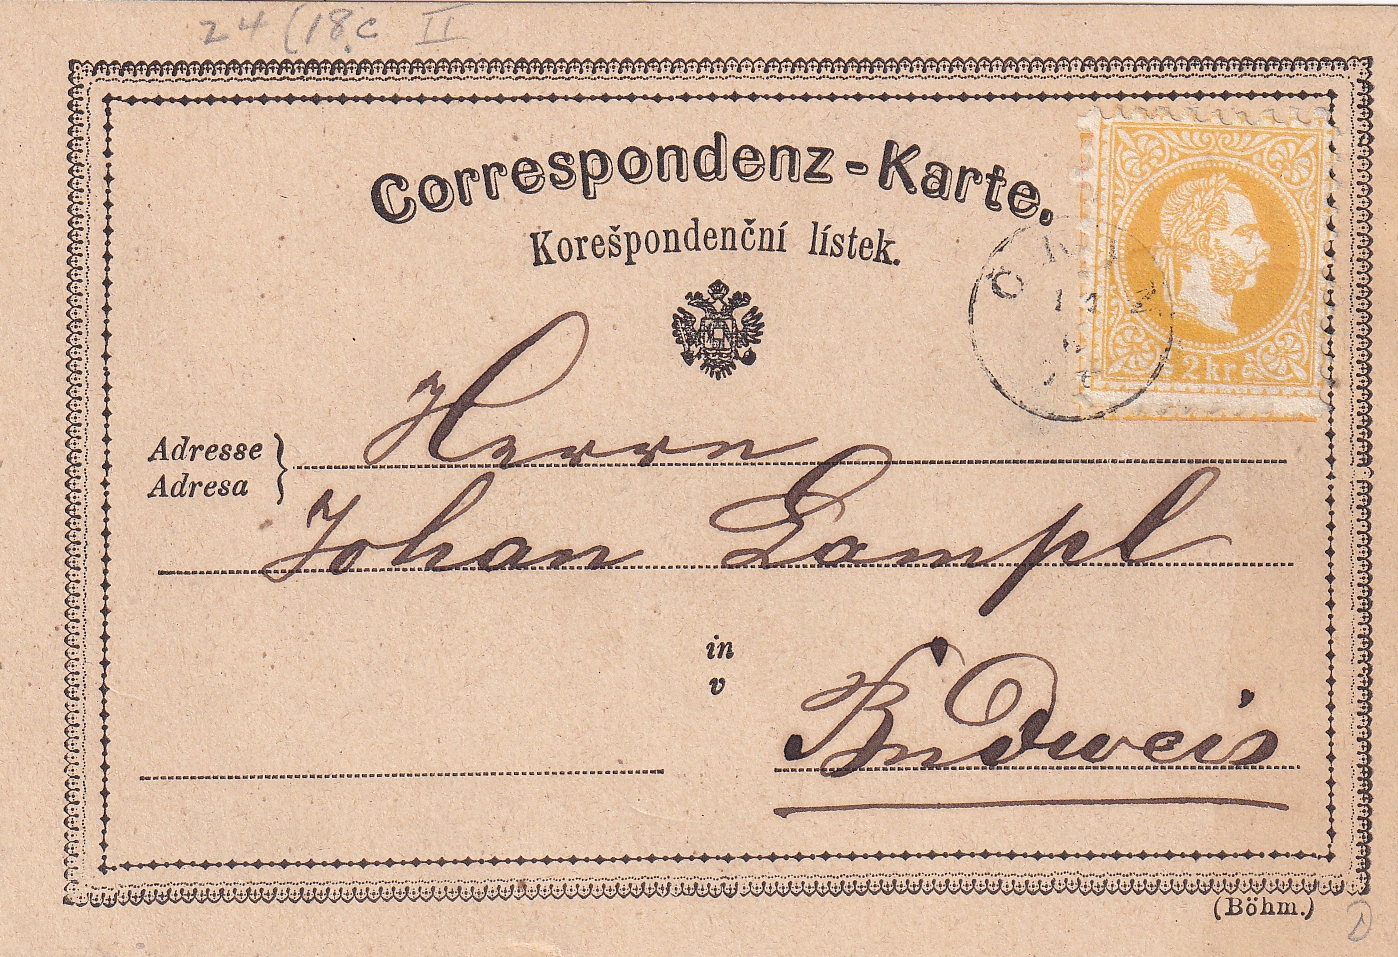 24 (18c II
Correspondenz-Karte.
Korešpondenční lístek.
2 kr
Adresse
Adresa
Herrn
Johan Lampl
in
v
Budweis
(Böhm.)